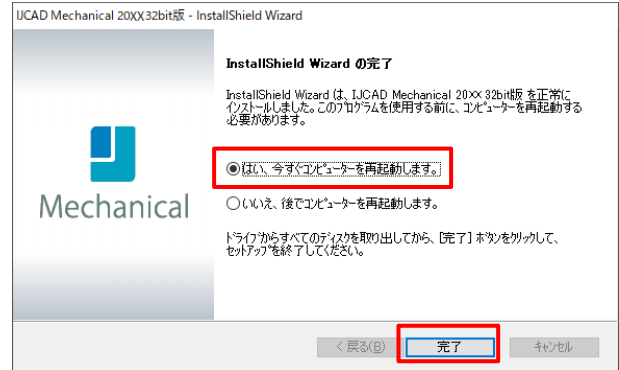 IJCAD Mechanical 20XX 32bit版 - InstallShield Wizard
InstallShield Wizard の完了
InstallShield Wizard は、IJCAD Mechanical 20XX 32bit版 を正常に
インストールしました。このプログラムを使用する前に、コンピューターを再起動する
必要があります。
はい、今すぐコンピューターを再起動します。
いいえ、後でコンピューターを再起動します。
Mechanical
ドライブからすべてのディスクを取り出してから、[完了] ボタンをクリックして、
セットアップを終了してください。
< 戻る(B)
完了
キャンセル